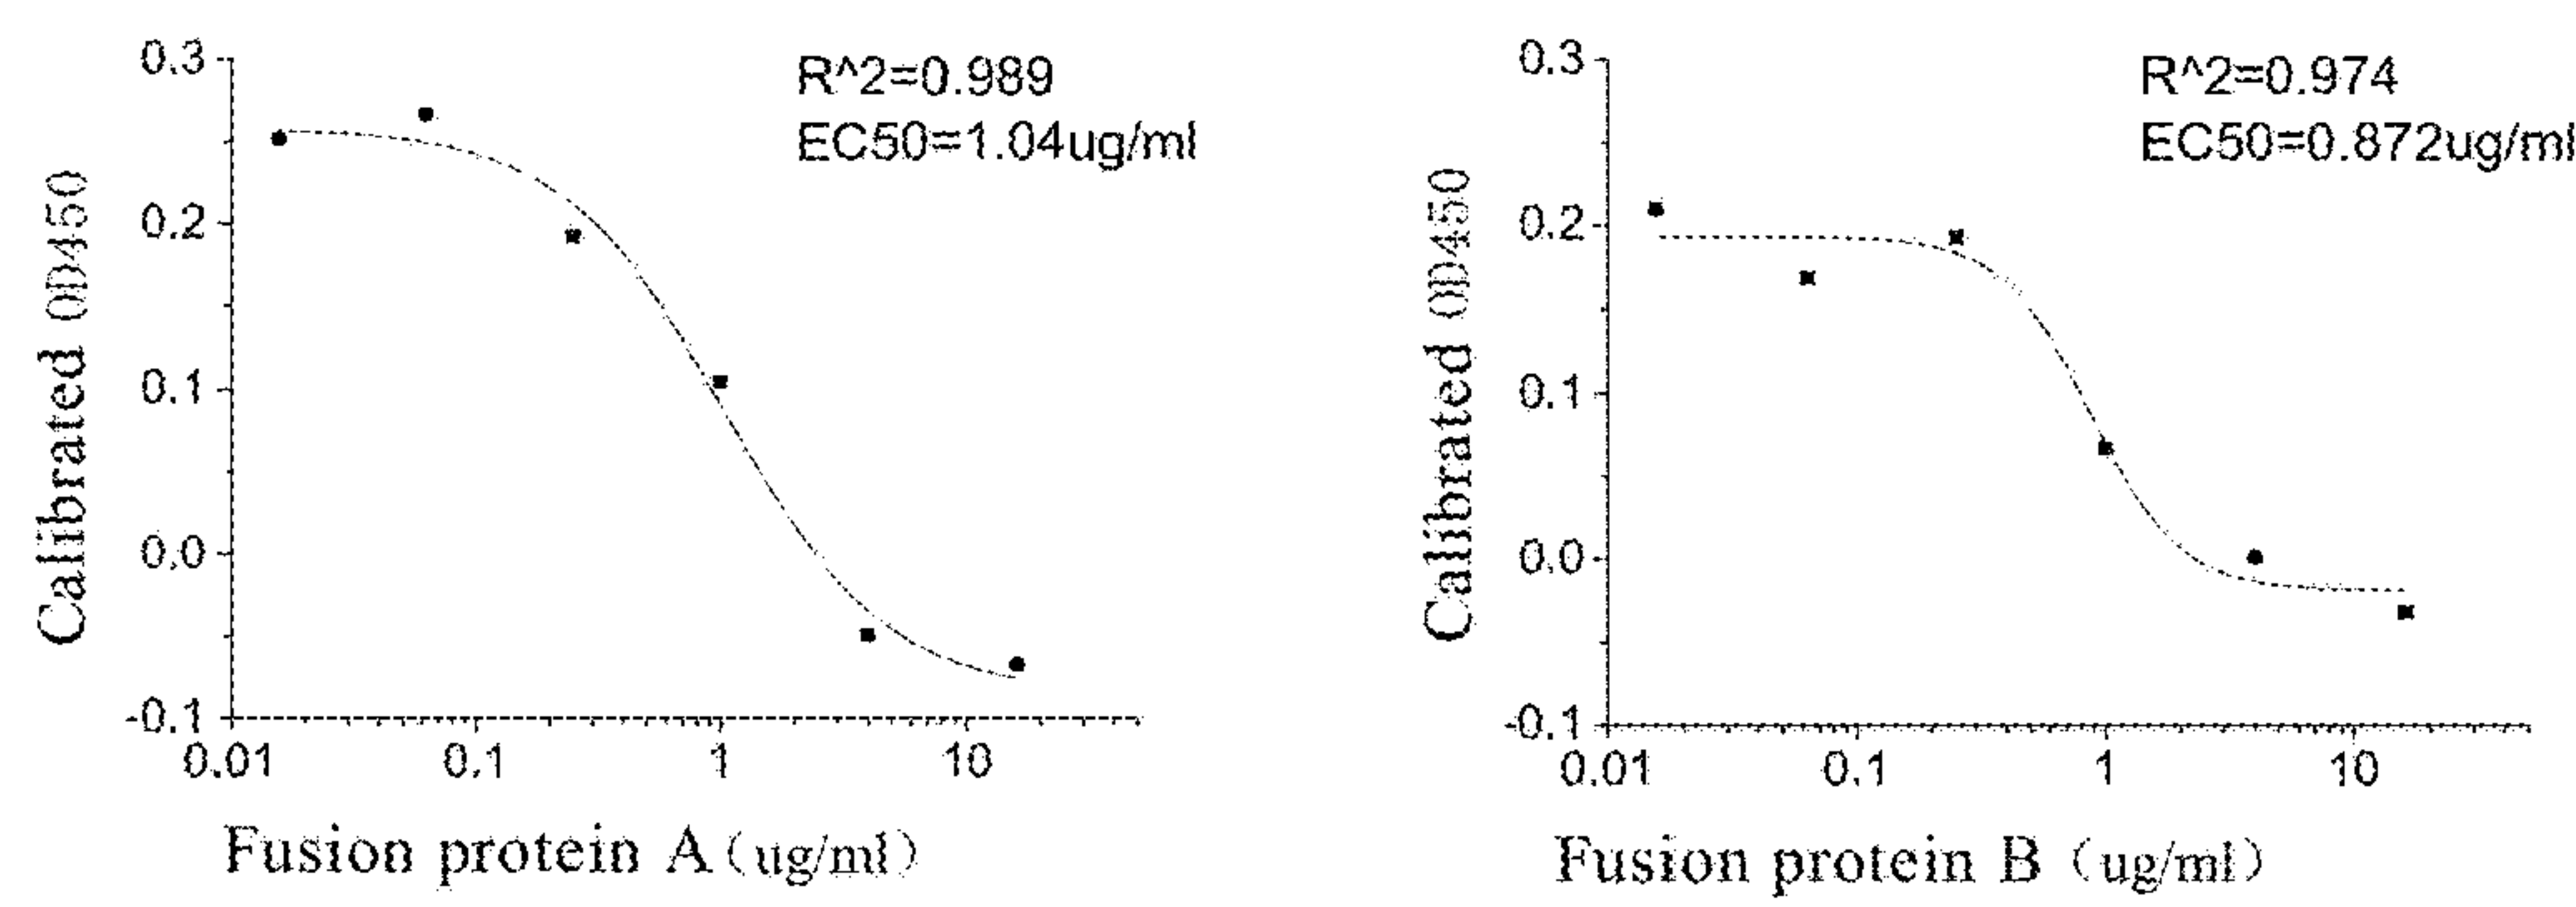 R^2=0.989
EC50=1.04ug/ml
0.3
0.2
0.1
0.0
-0.1
Calibrated OD450
0.01 0.1 1 10
Fusion protein A (ug/ml)
R^2=0.974
EC50=0.872ug/ml
0.3
0.2
0.1
0.0
-0.1
Calibrated OD450
0.01 0.1 1 10
Fusion protein B (ug/ml)